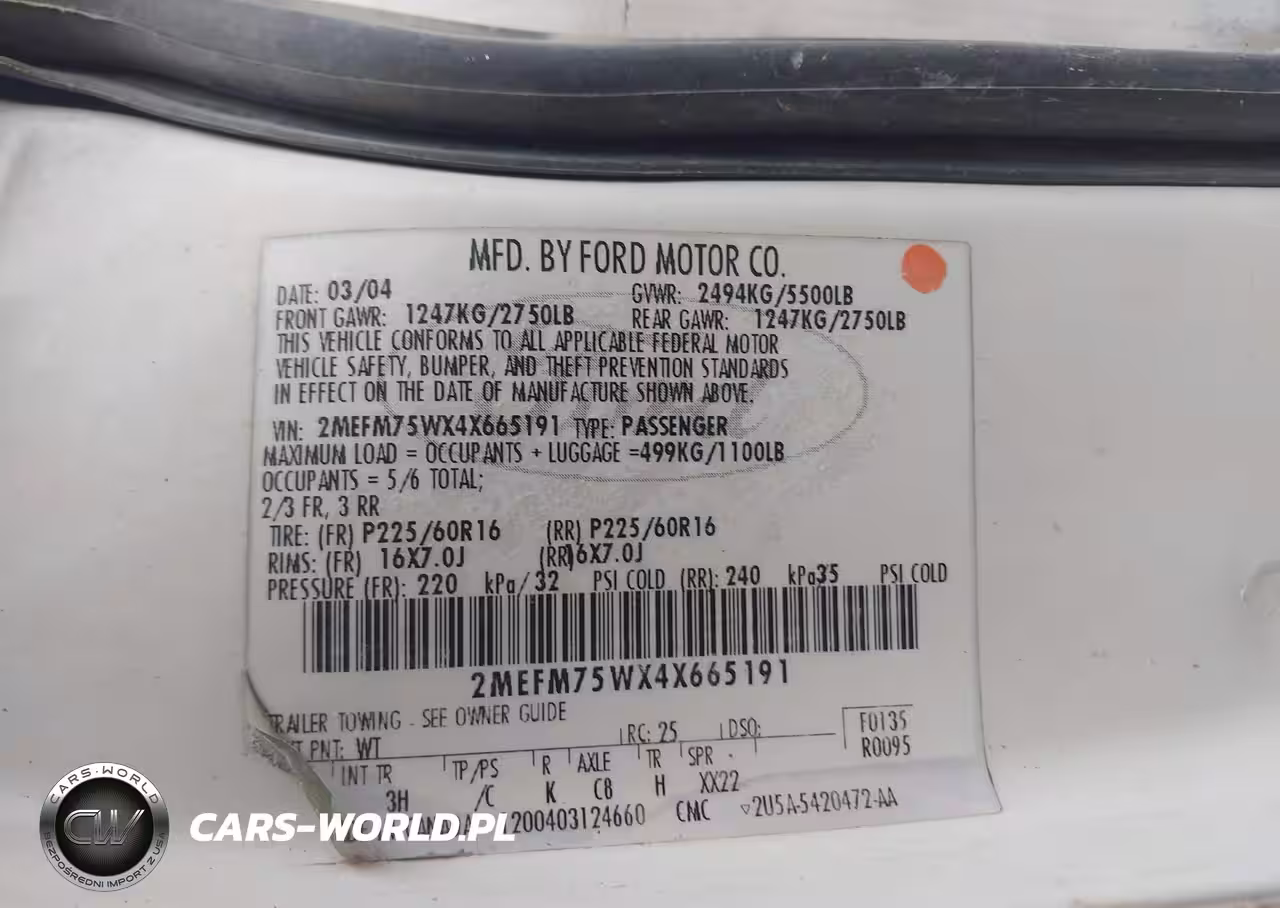 MFD. BY FORD MOTOR CO.
DATE: 03/04 GVWR: 2494KG/5500LB
FRONT GAWR: 1247KG/2750LB REAR GAWR: 1247KG/2750LB
THIS VEHICLE CONFORMS TO ALL APPLICABLE FEDERAL MOTOR
VEHICLE SAFETY, BUMPER, AND THEFT PREVENTION STANDARDS
IN EFFECT ON THE DATE OF MANUFACTURE SHOWN ABOVE.
VIN: 2MEFM75WX4X665191 TYPE: PASSENGER
MAXIMUM LOAD = OCCUPANTS + LUGGAGE =499KG/1100LB
OCCUPANTS = 5/6 TOTAL;
2/3 FR, 3 RR
TIRE: (FR) P225/60R16 (RR) P225/60R16
RIMS: (FR) 16X7.0J (RR)16X7.0J
PRESSURE (FR): 220 kPa/ 32 PSI COLD (RR): 240 kPa35 PSI COLD
2MEFM75WX4X665191
TRAILER TOWING - SEE OWNER GUIDE
PNT: WT RC: 25 DSO: F0135
R0095
INT TR TP/PS R AXLE TR SPR
3H /C K C8 H XX22
200403124660 CMC 2U5A-5420472-AA
CARS-WORLD
CW
BEZPOŚREDNI IMPORT Z USA
CARS-WORLD.PL